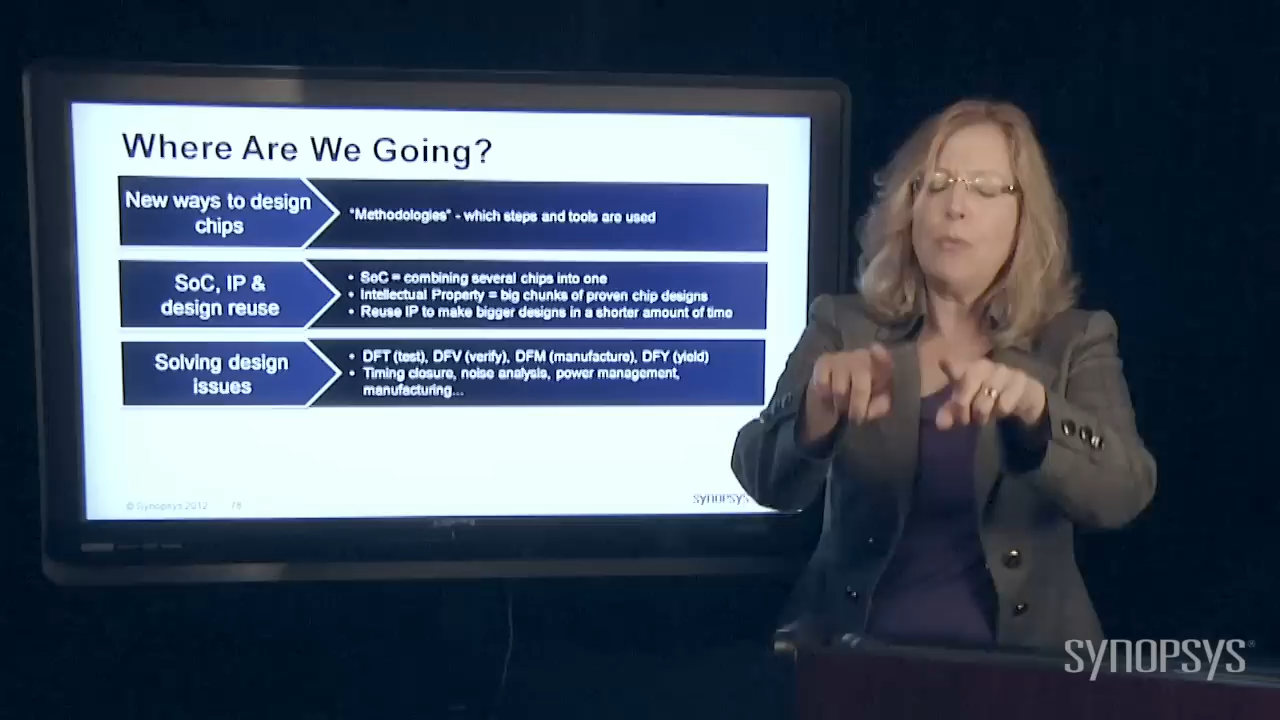 Where Are We Going?
New ways to design
chips
"Methodologies" - which steps and tools are used
SoC, IP &
design reuse
• SoC = combining several chips into one
• Intellectual Property = big chunks of proven chip designs
• Reuse IP to make bigger designs in a shorter amount of time
Solving design
issues
• DFT (test), DFV (verify), DFM (manufacture), DFY (yield)
• Timing closure, noise analysis, power management,
manufacturing...
© Synopsys 2012 78
SYNOPSYS
SYNOPSYS®